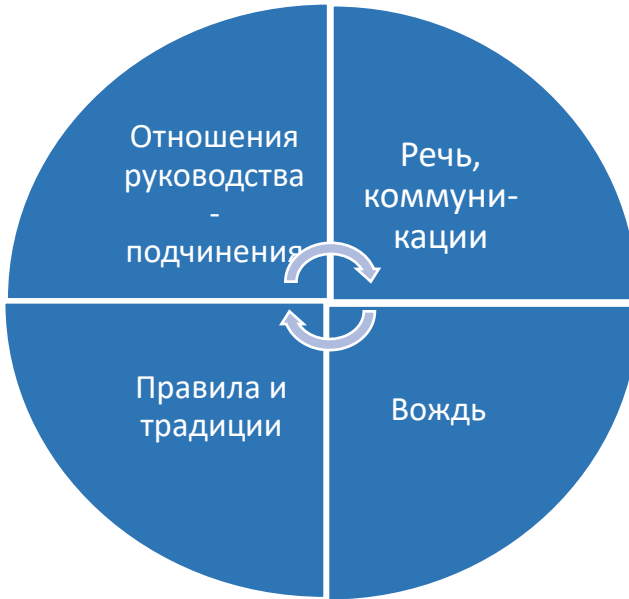 Отношения
руководства
-
подчинения
Речь,
коммуни-
кации
Правила и
традиции
Вождь